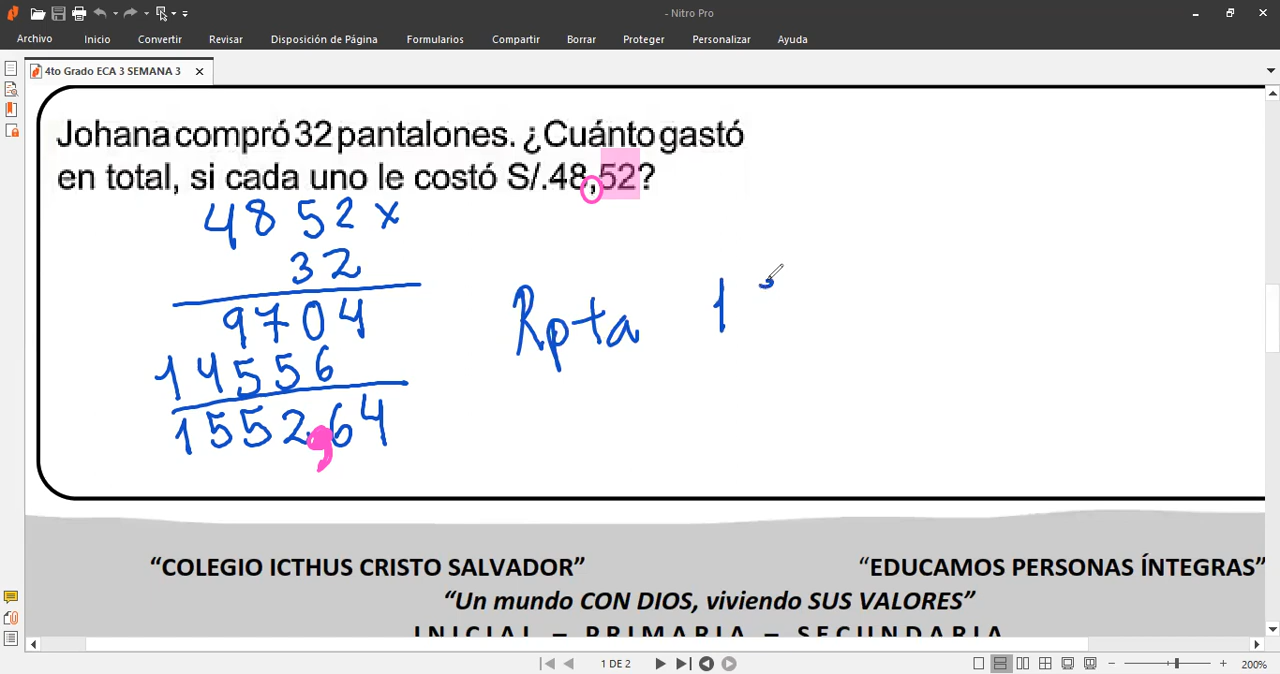 - Nitro Pro
Archivo Inicio Convertir Revisar Disposición de Página Formularios Compartir Borrar Proteger Personalizar Ayuda
4to Grado ECA 3 SEMANA 3
Johana compró 32 pantalones. ¿Cuánto gastó
en total, si cada uno le costó S/.48,52?
4852 x
32
9704
14556
1552,64
Rpta 1
“COLEGIO ICTHUS CRISTO SALVADOR” “EDUCAMOS PERSONAS ÍNTEGRAS”
“Un mundo CON DIOS, viviendo SUS VALORES”
INICIAL – PRIMARIA – SECUNDARIA
1 DE 2
200%